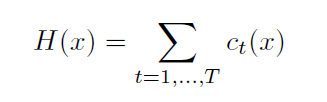 H(x) = ∑ c_t(x)
t=1,...,T